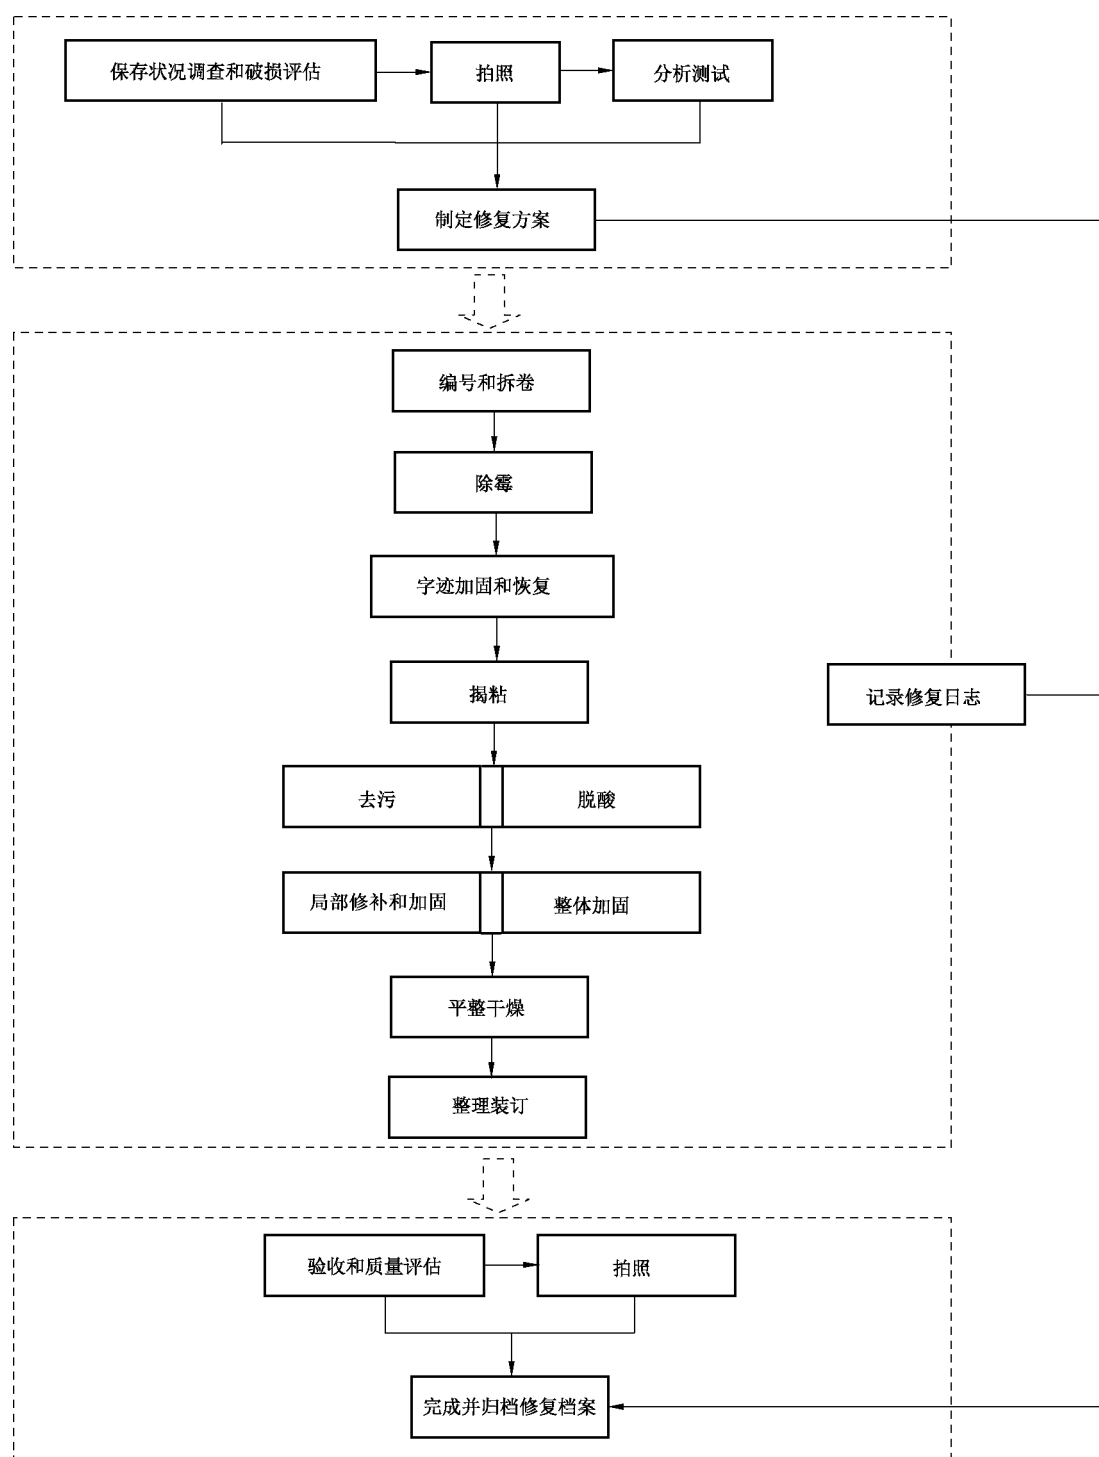 保存状况调查和破损评估
拍照
分析测试
制定修复方案
编号和拆卷
除霉
字迹加固和恢复
揭粘
记录修复日志
去污
脱酸
局部修补和加固
整体加固
平整干燥
整理装订
验收和质量评估
拍照
完成并归档修复档案